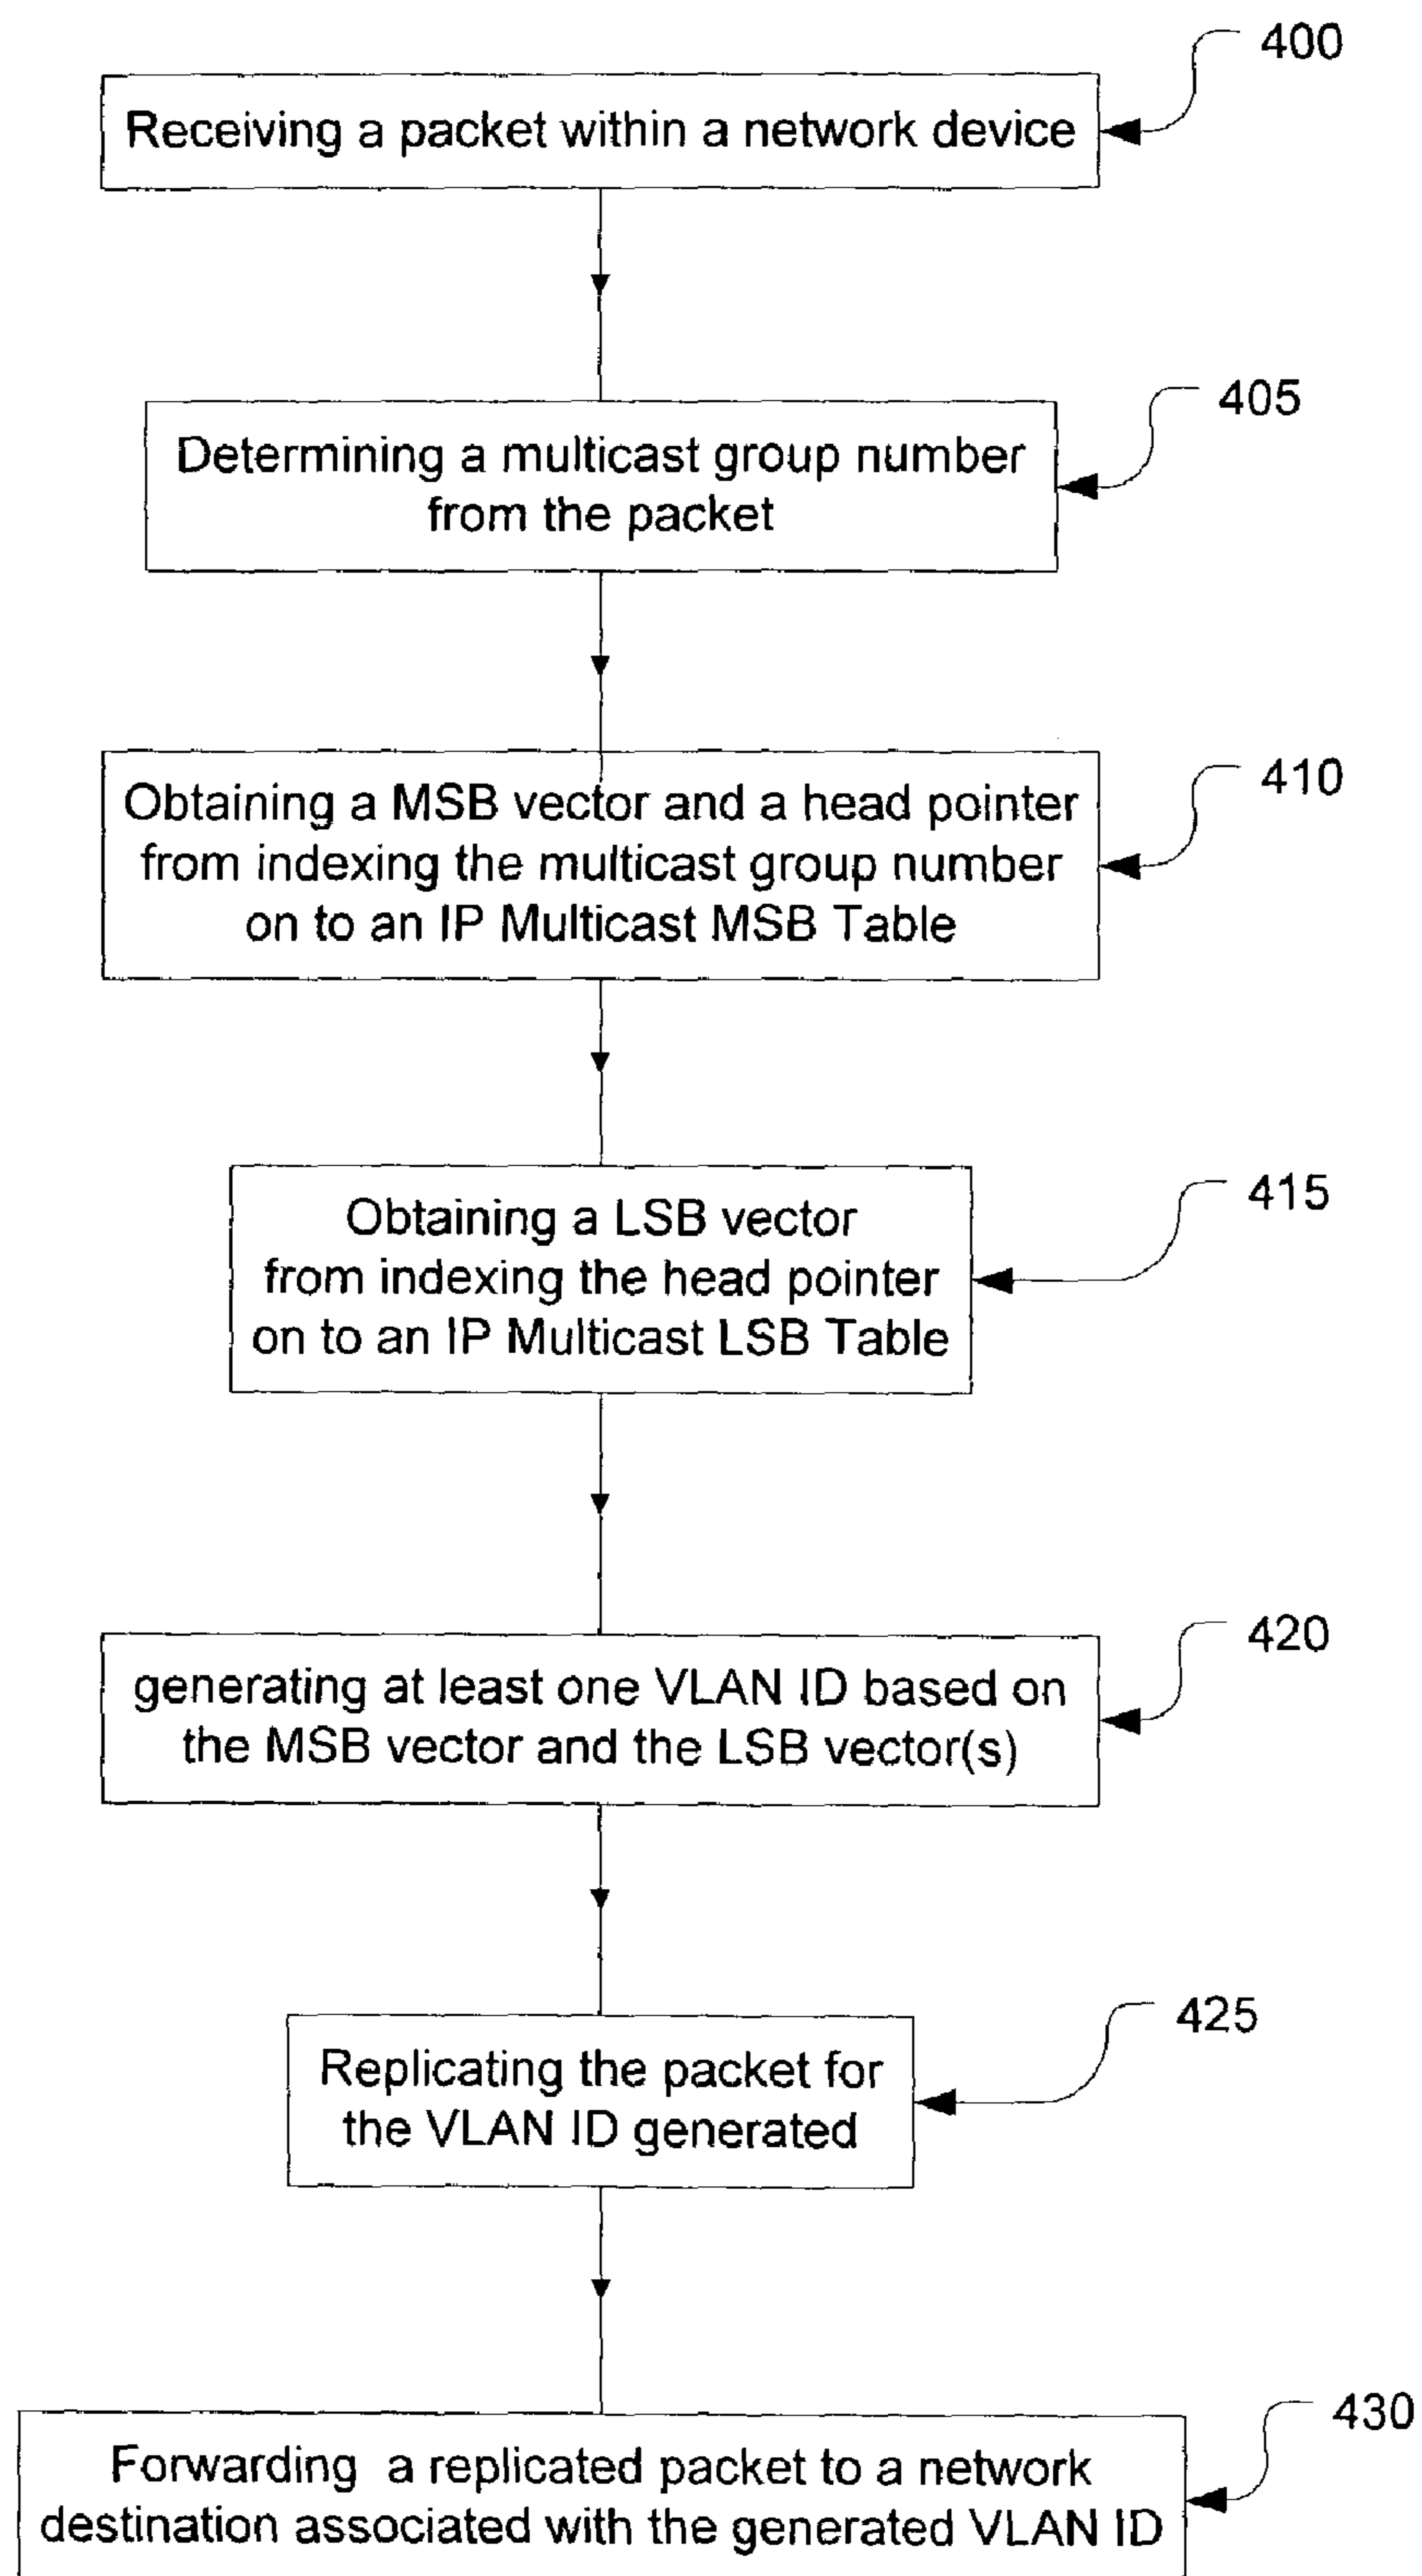 400
Receiving a packet within a network device
405
Determining a multicast group number
from the packet
410
Obtaining a MSB vector and a head pointer
from indexing the multicast group number
on to an IP Multicast MSB Table
415
Obtaining a LSB vector
from indexing the head pointer
on to an IP Multicast LSB Table
420
generating at least one VLAN ID based on
the MSB vector and the LSB vector(s)
425
Replicating the packet for
the VLAN ID generated
430
Forwarding a replicated packet to a network
destination associated with the generated VLAN ID